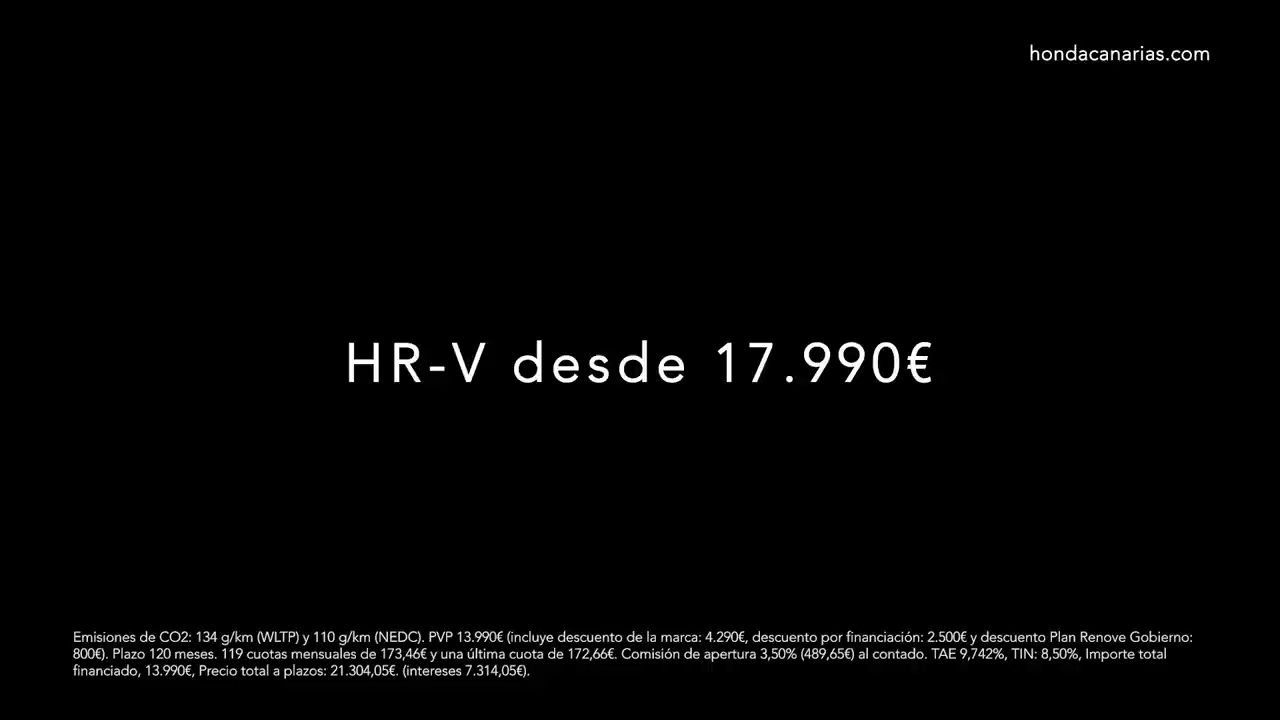 hondacanarias.com
HR-V desde 17.990€
Emisiones de CO2: 134 g/km (WLTP) y 110 g/km (NEDC). PVP 13.990€ (incluye descuento de la marca: 4.290€, descuento por financiación: 2.500€ y descuento Plan Renove Gobierno:
800€). Plazo 120 meses. 119 cuotas mensuales de 173,46€ y una última cuota de 172,66€. Comisión de apertura 3,50% (489,65€) al contado. TAE 9,742%, TIN: 8,50%, Importe total
financiado, 13.990€, Precio total a plazos: 21.304,05€. (intereses 7.314,05€).